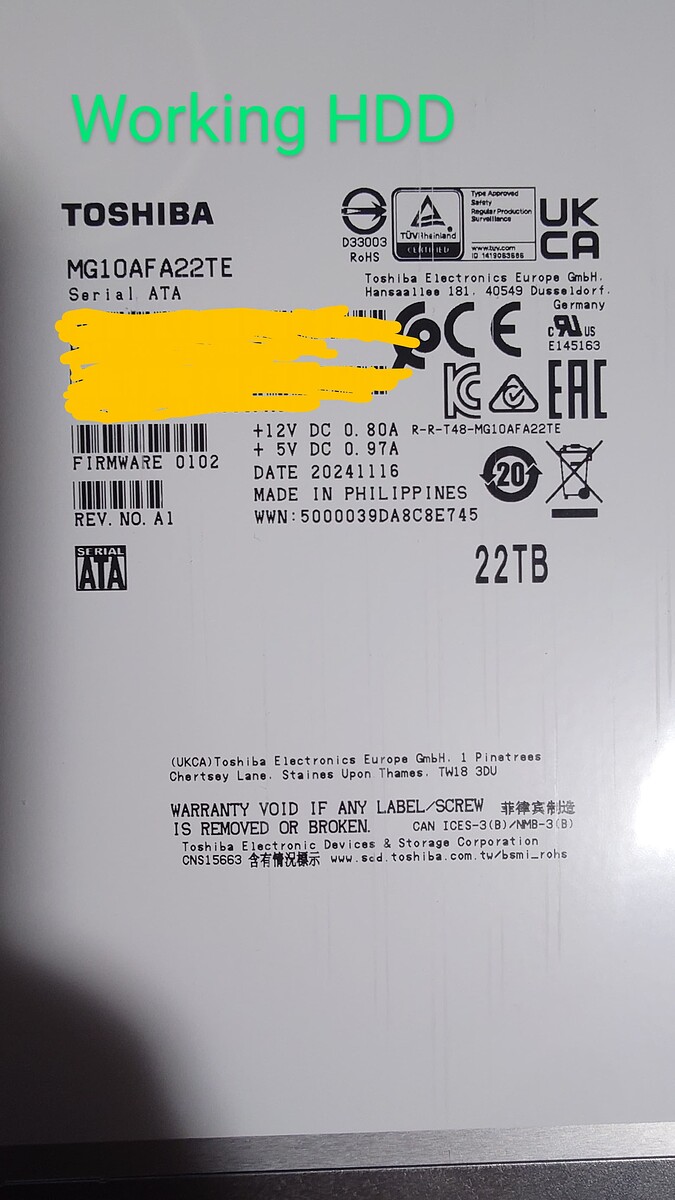 Working HDD
TOSHIBA
D33003
RoHS
TÜVRheinland
CERTIFIED
Type Approved
Safety
Regular Production
Surveillance
www.tuv.com
ID 1419063666
UK
CA
MG10AFA22TE
Serial ATA
Toshiba Electronics Europe GmbH.
Hansaallee 181, 40549 Dusseldorf.
Germany
CE
c UR US
E145163
KC
EAC
R-R-T48-MG10AFA22TE
FIRMWARE 0102
REV. NO. A1
+12V DC 0.80A
+ 5V DC 0.97A
DATE 20241116
MADE IN PHILIPPINES
WWN:5000039DA8C8E745
20
SERIAL
ATA
22TB
(UKCA)Toshiba Electronics Europe GmbH. 1 Pinetrees
Chertsey Lane. Staines Upon Thames. TW18 3DU
WARRANTY VOID IF ANY LABEL/SCREW 菲律宾制造
IS REMOVED OR BROKEN. CAN ICES-3(B)/NMB-3(B)
Toshiba Electronic Devices & Storage Corporation
CNS15663 含有情況標示 www.scd.toshiba.com.tw/bsmi_rohs